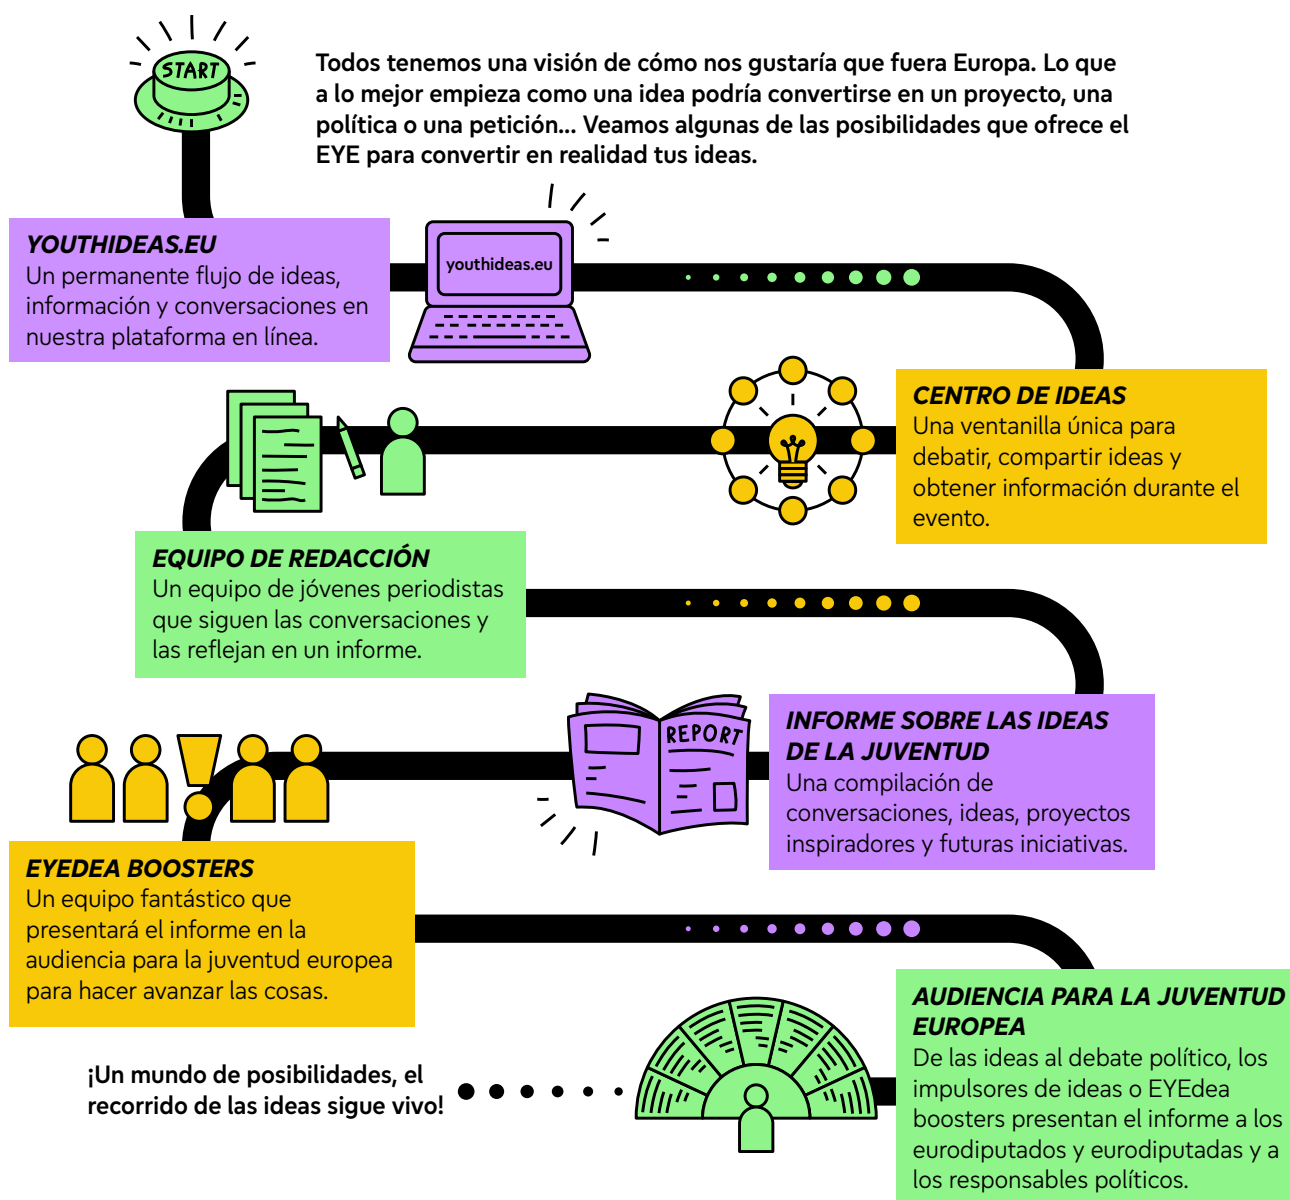 START
Todos tenemos una visión de cómo nos gustaría que fuera Europa. Lo que
a lo mejor empieza como una idea podría convertirse en un proyecto, una
política o una petición... Veamos algunas de las posibilidades que ofrece el
EYE para convertir en realidad tus ideas.
YOUTHIDEAS.EU
Un permanente flujo de ideas,
información y conversaciones en
nuestra plataforma en línea.
youthideas.eu
CENTRO DE IDEAS
Una ventanilla única para
debatir, compartir ideas y
obtener información durante el
evento.
EQUIPO DE REDACCIÓN
Un equipo de jóvenes periodistas
que siguen las conversaciones y
las reflejan en un informe.
REPORT
INFORME SOBRE LAS IDEAS
DE LA JUVENTUD
Una compilación de
conversaciones, ideas, proyectos
inspiradores y futuras iniciativas.
EYEDEA BOOSTERS
Un equipo fantástico que
presentará el informe en la
audiencia para la juventud europea
para hacer avanzar las cosas.
AUDIENCIA PARA LA JUVENTUD
EUROPEA
De las ideas al debate político, los
impulsores de ideas o EYEdea
boosters presentan el informe a los
eurodiputados y eurodiputadas y a
los responsables políticos.
¡Un mundo de posibilidades, el
recorrido de las ideas sigue vivo!